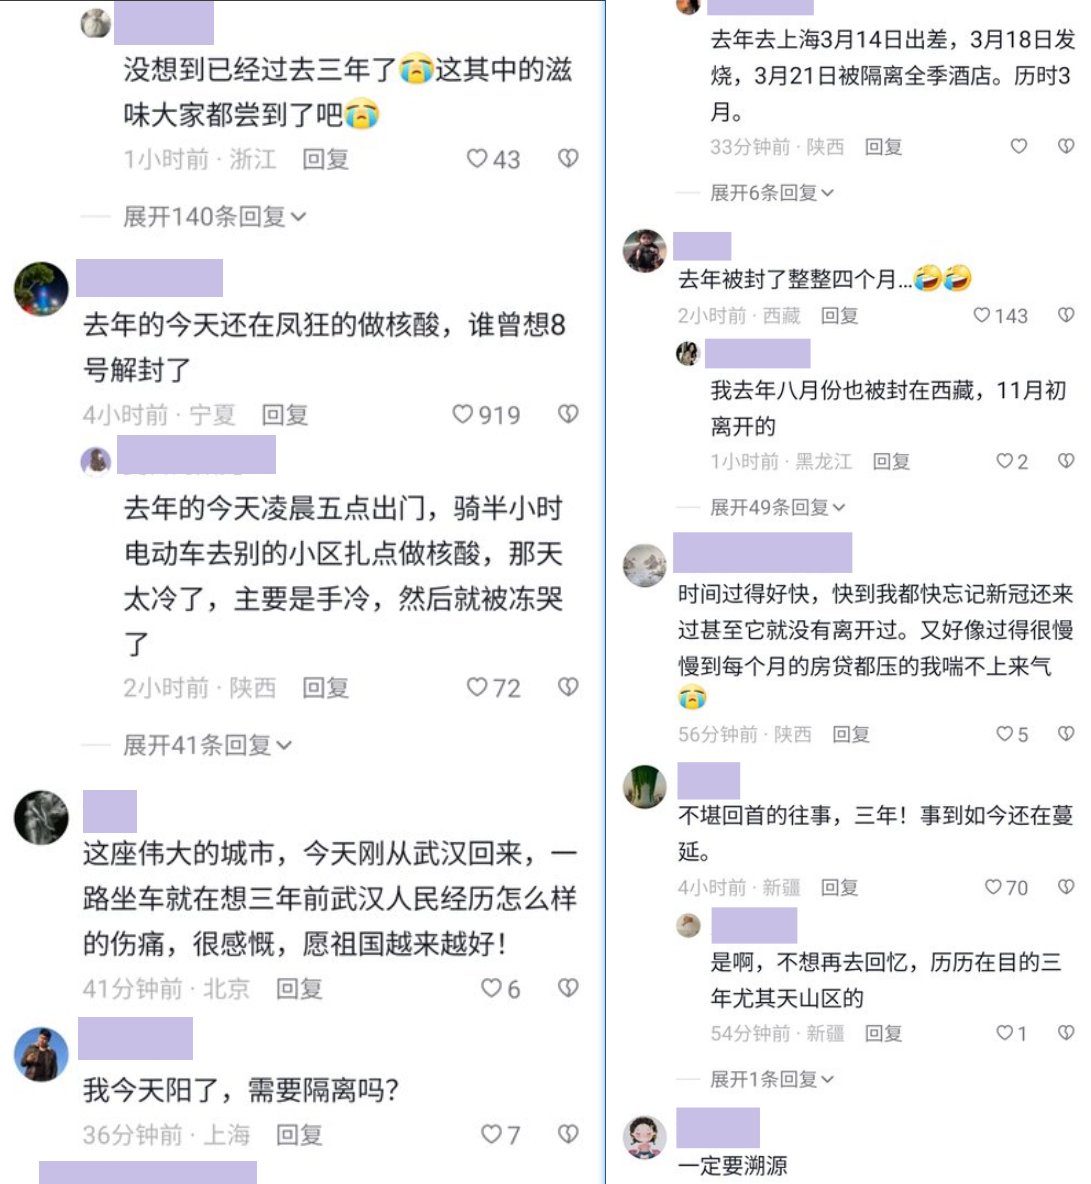 没想到已经过去三年了😭这其中的滋
味大家都尝到了吧😭
1小时前 · 浙江 回复 43
展开140条回复
去年的今天还在凤狂的做核酸，谁曾想8
号解封了
4小时前 · 宁夏 回复 919
去年的今天凌晨五点出门，骑半小时
电动车去别的小区扎点做核酸，那天
太冷了，主要是手冷，然后就被冻哭
了
2小时前 · 陕西 回复 72
展开41条回复
这座伟大的城市，今天刚从武汉回来，一
路坐车就在想三年前武汉人民经历怎么样
的伤痛，很感慨，愿祖国越来越好！
41分钟前 · 北京 回复 6
我今天阳了，需要隔离吗？
36分钟前 · 上海 回复 7
去年去上海3月14日出差，3月18日发
烧，3月21日被隔离全季酒店。历时3
月。
33分钟前 · 陕西 回复
展开6条回复
去年被封了整整四个月...🤣🤣
2小时前 · 西藏 回复 143
我去年八月份也被封在西藏，11月初
离开的
1小时前 · 黑龙江 回复 2
展开49条回复
时间过得好快，快到我都快忘记新冠还来
过甚至它就没有离开过。又好像过得很慢
慢到每个月的房贷都压的我喘不上来气
😭
56分钟前 · 陕西 回复 5
不堪回首的往事，三年！事到如今还在蔓
延。
4小时前 · 新疆 回复 70
是啊，不想再去回忆，历历在目的三
年尤其天山区的
54分钟前 · 新疆 回复 1
展开1条回复
一定要溯源